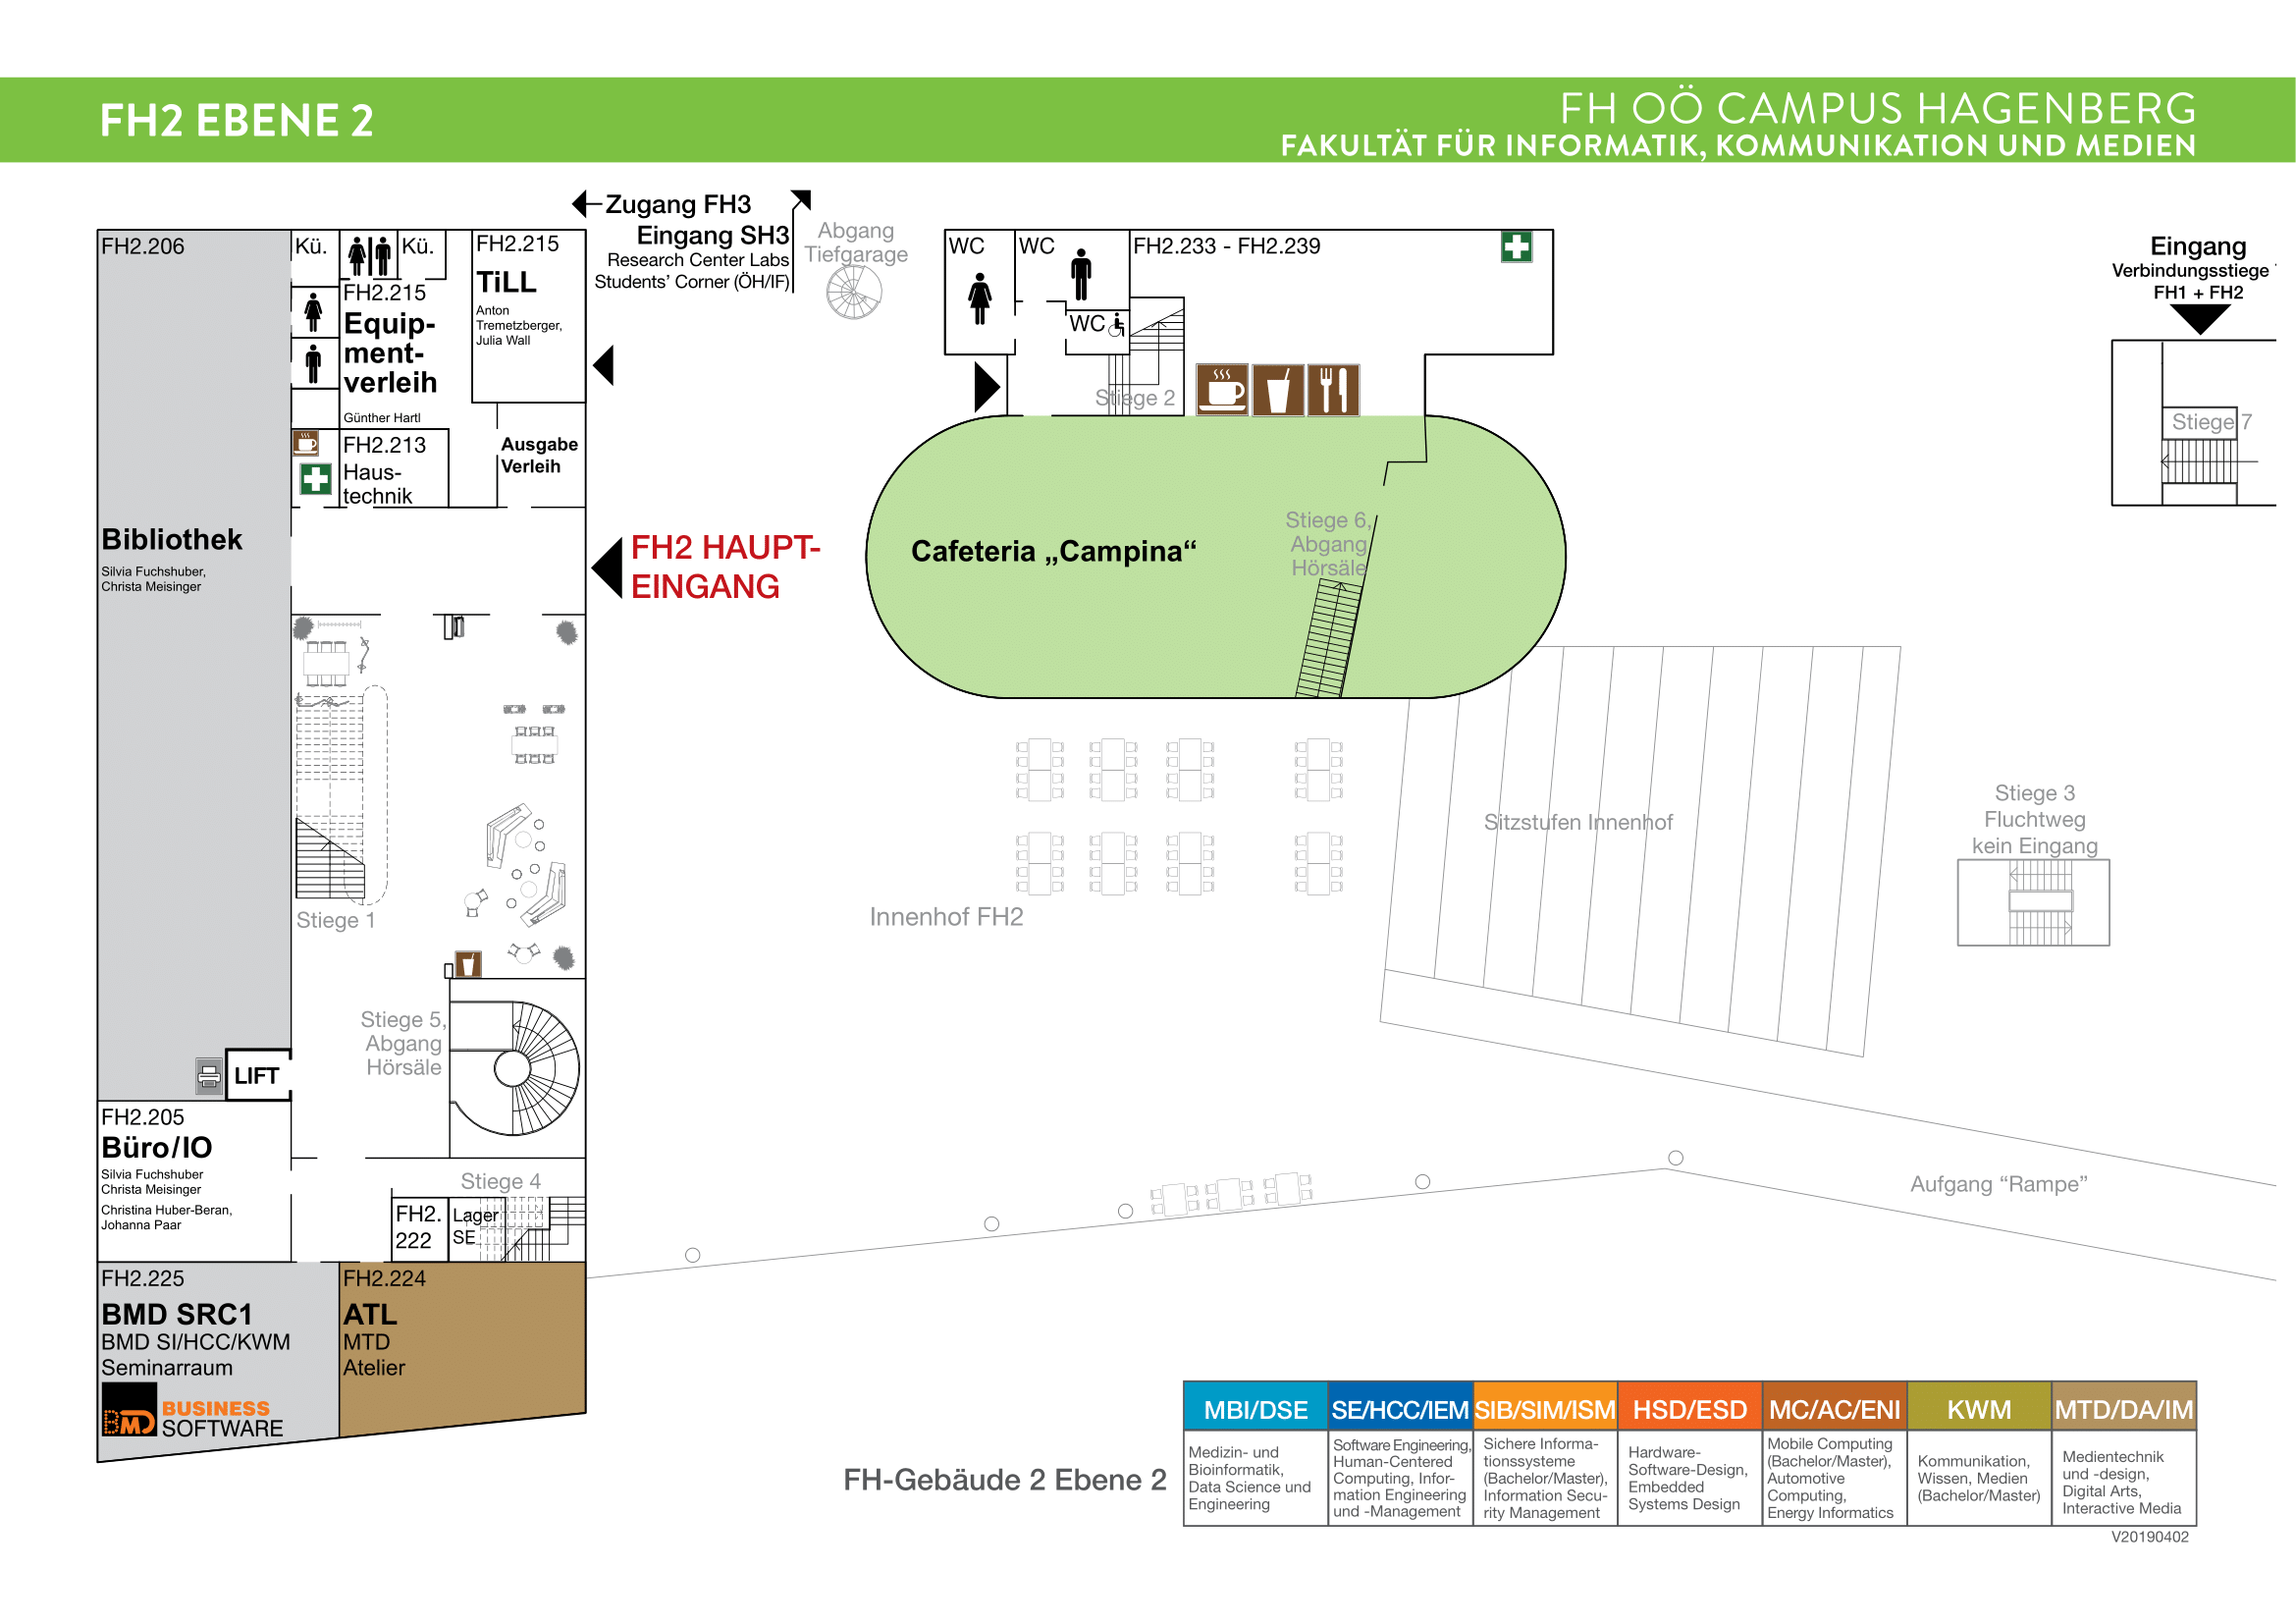 FH2 EBENE 2
FH OÖ CAMPUS HAGENBERG
FAKULTÄT FÜR INFORMATIK, KOMMUNIKATION UND MEDIEN
Zugang FH3
Eingang SH3
Research Center Labs
Students’ Corner (ÖH/IF)
Abgang
Tiefgarage
FH2.206
Bibliothek
Silvia Fuchshuber,
Christa Meisinger
Kü.
Kü.
FH2.215
Equip-
ment-
verleih
Günther Hartl
FH2.215
TiLL
Anton
Tremetzberger,
Julia Wall
FH2.213
Haus-
technik
Ausgabe
Verleih
FH2 HAUPT-
EINGANG
WC
WC
WC
FH2.233 - FH2.239
Stiege 2
Cafeteria „Campina“
Stiege 6,
Abgang
Hörsäle
Eingang
Verbindungsstiege
FH1 + FH2
Stiege 7
Stiege 1
Innenhof FH2
Sitzstufen Innenhof
Stiege 3
Fluchtweg
kein Eingang
Stiege 5,
Abgang
Hörsäle
LIFT
FH2.205
Büro/IO
Silvia Fuchshuber
Christa Meisinger
Christina Huber-Beran,
Johanna Paar
Stiege 4
FH2.
222
Lager
SE
Aufgang “Rampe”
FH2.225
BMD SRC1
BMD SI/HCC/KWM
Seminarraum
BMD
BUSINESS
SOFTWARE
FH2.224
ATL
MTD
Atelier
FH-Gebäude 2 Ebene 2
MBI/DSE
Medizin- und
Bioinformatik,
Data Science und
Engineering
SE/HCC/IEM
Software Engineering,
Human-Centered
Computing, Infor-
mation Engineering
und -Management
SIB/SIM/ISM
Sichere Informa-
tionssysteme
(Bachelor/Master),
Information Secu-
rity Management
HSD/ESD
Hardware-
Software-Design,
Embedded
Systems Design
MC/AC/ENI
Mobile Computing
(Bachelor/Master),
Automotive
Computing,
Energy Informatics
KWM
Kommunikation,
Wissen, Medien
(Bachelor/Master)
MTD/DA/IM
Medientechnik
und -design,
Digital Arts,
Interactive Media
V20190402